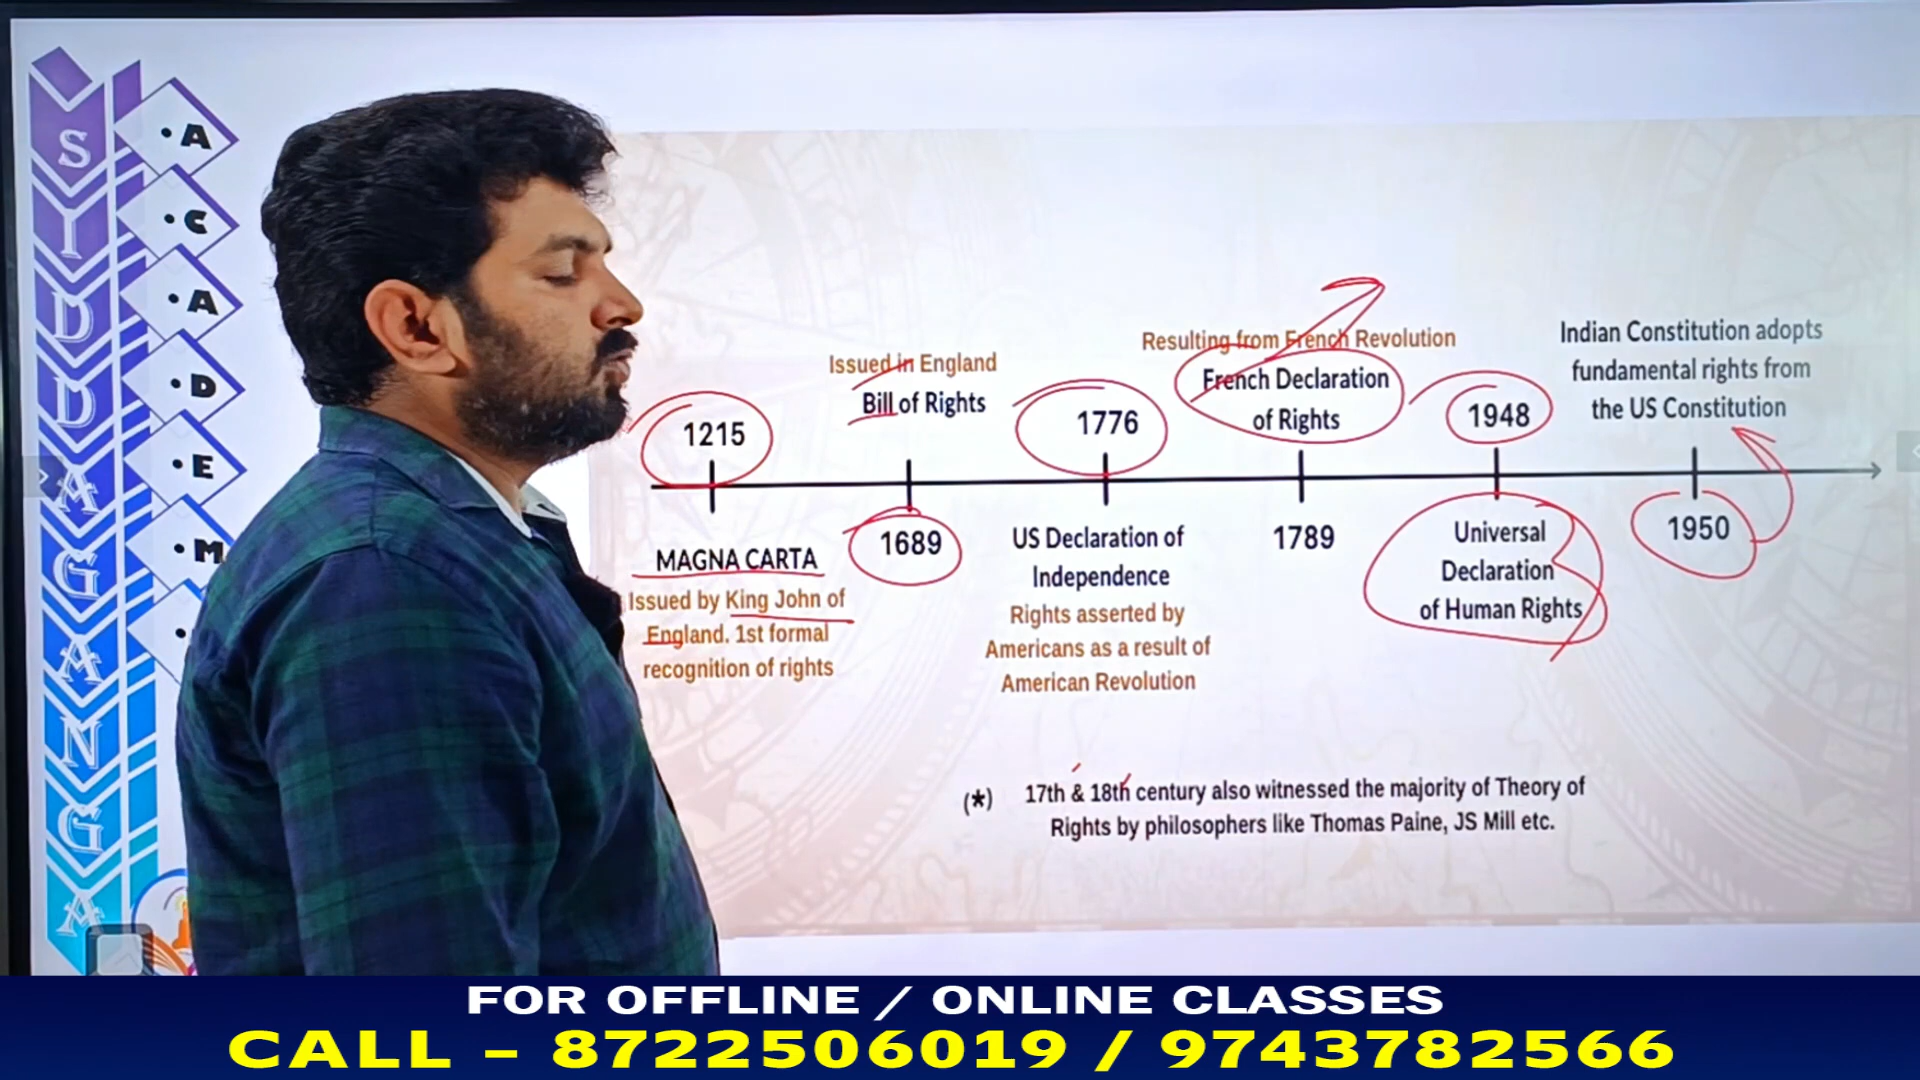 SIDDAGANGA
• A
• C
• A
• D
• E
• M
1215
MAGNA CARTA
Issued by King John of
England. 1st formal
recognition of rights
Issued in England
Bill of Rights
1689
1776
US Declaration of
Independence
Rights asserted by
Americans as a result of
American Revolution
Resulting from French Revolution
French Declaration
of Rights
1789
1948
Universal
Declaration
of Human Rights
Indian Constitution adopts
fundamental rights from
the US Constitution
1950
(*) 17th & 18th century also witnessed the majority of Theory of
Rights by philosophers like Thomas Paine, JS Mill etc.
FOR OFFLINE / ONLINE CLASSES
CALL – 8722506019 / 9743782566